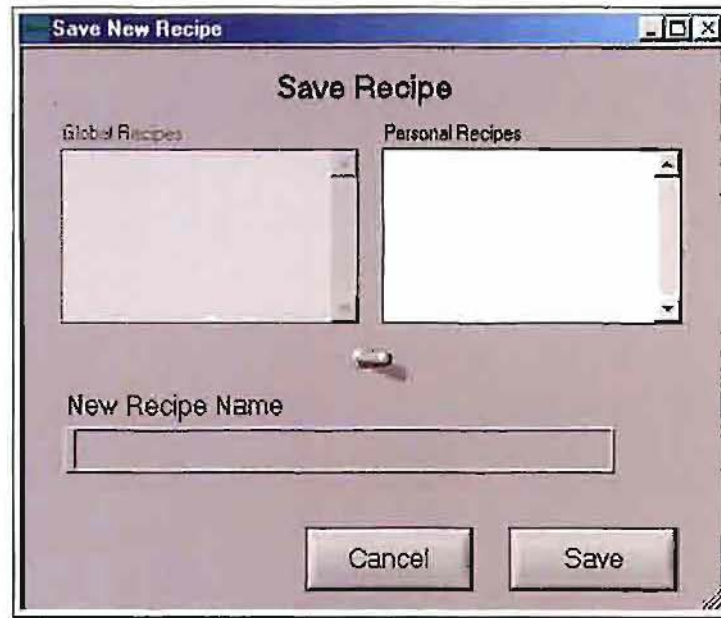 Save New Recipe
Save Recipe
Global Recipes
Personal Recipes
New Recipe Name
Cancel
Save